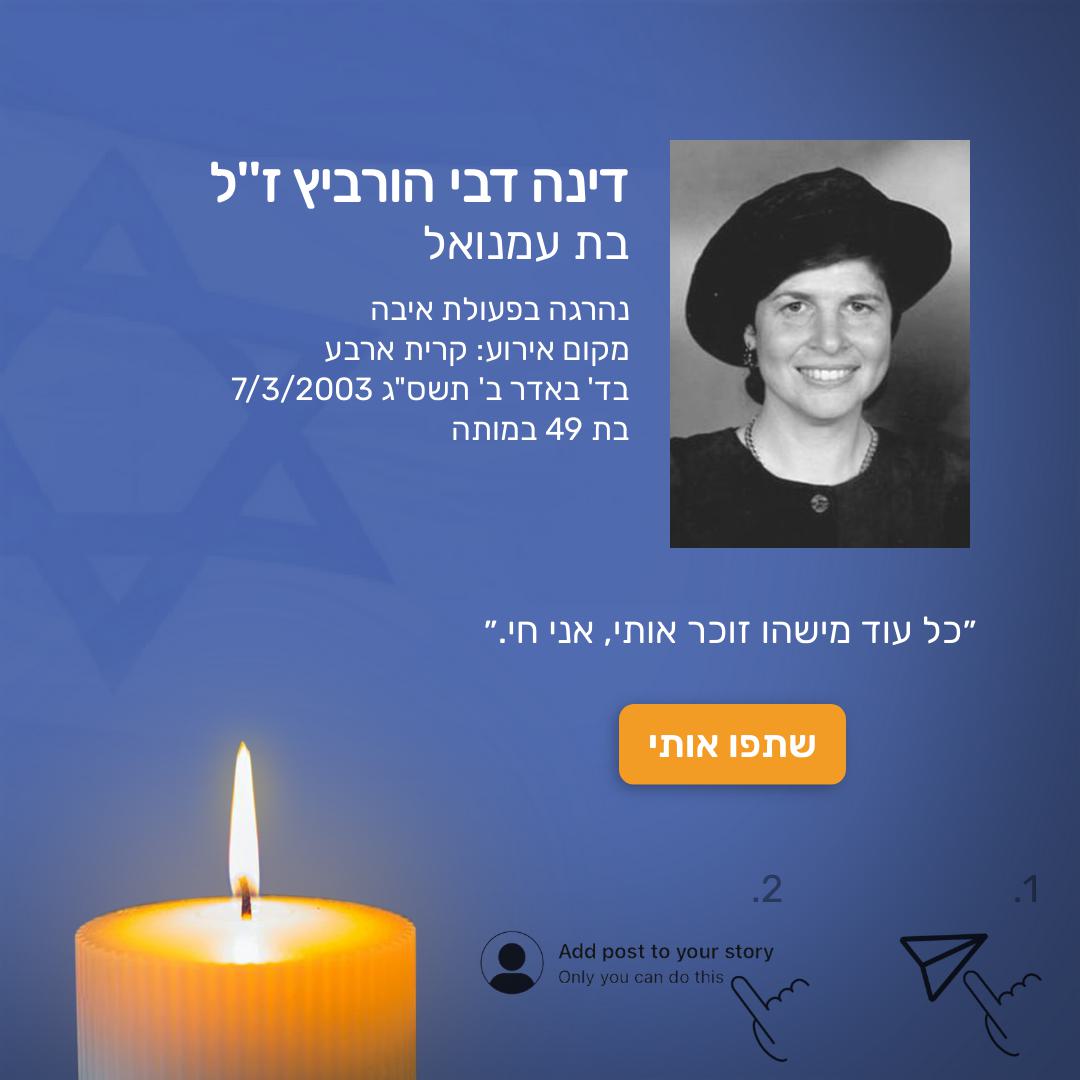 דינה דבי הורביץ ז"ל
בת עמנואל
נהרגה בפעולת איבה
מקום אירוע: קרית ארבע
בד' באדר ב' תשס"ג 7/3/2003
בת 49 במותה
״כל עוד מישהו זוכר אותי, אני חי.״
שתפו אותי
1.
2.
Add post to your story
Only you can do this